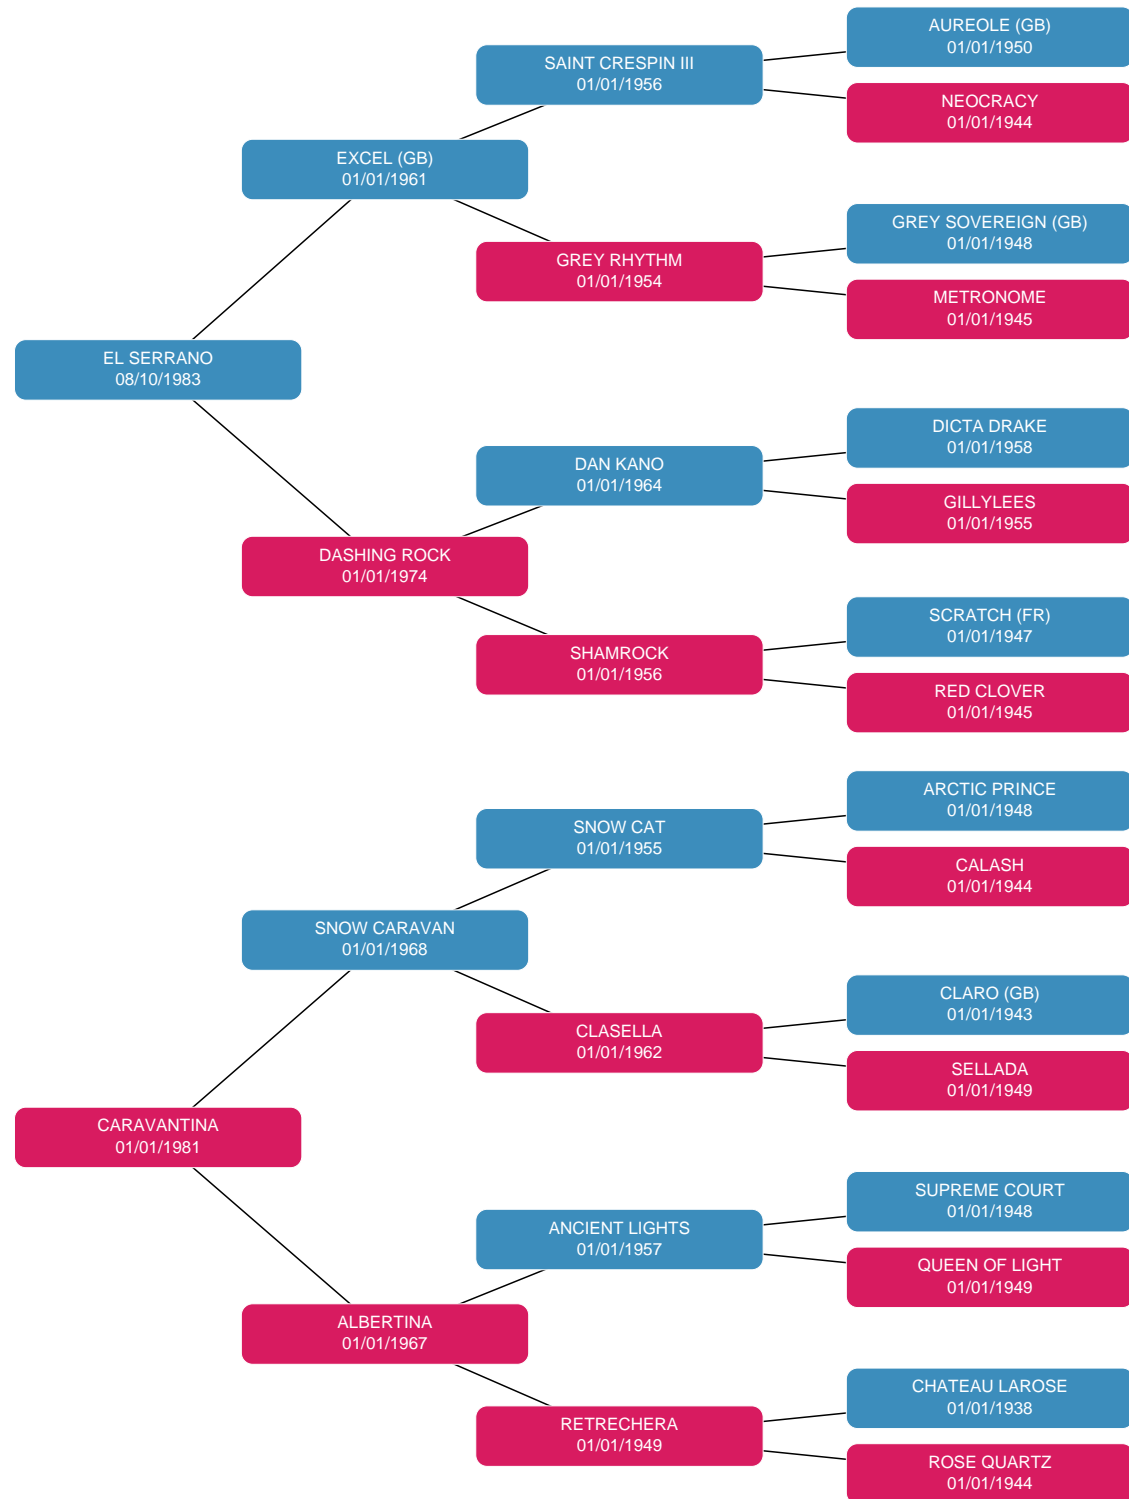 AUREOLE (GB)
01/01/1950
SAINT CRESPIN III
01/01/1956
NEOCRACY
01/01/1944
EXCEL (GB)
01/01/1961
GREY SOVEREIGN (GB)
01/01/1948
GREY RHYTHM
01/01/1954
METRONOME
01/01/1945
EL SERRANO
08/10/1983
DICTA DRAKE
01/01/1958
DAN KANO
01/01/1964
GILLYLEES
01/01/1955
DASHING ROCK
01/01/1974
SCRATCH (FR)
01/01/1947
SHAMROCK
01/01/1956
RED CLOVER
01/01/1945
ARCTIC PRINCE
01/01/1948
SNOW CAT
01/01/1955
CALASH
01/01/1944
SNOW CARAVAN
01/01/1968
CLARO (GB)
01/01/1943
CLASELLA
01/01/1962
SELLADA
01/01/1949
CARAVANTINA
01/01/1981
SUPREME COURT
01/01/1948
ANCIENT LIGHTS
01/01/1957
QUEEN OF LIGHT
01/01/1949
ALBERTINA
01/01/1967
CHATEAU LAROSE
01/01/1938
RETRECHERA
01/01/1949
ROSE QUARTZ
01/01/1944